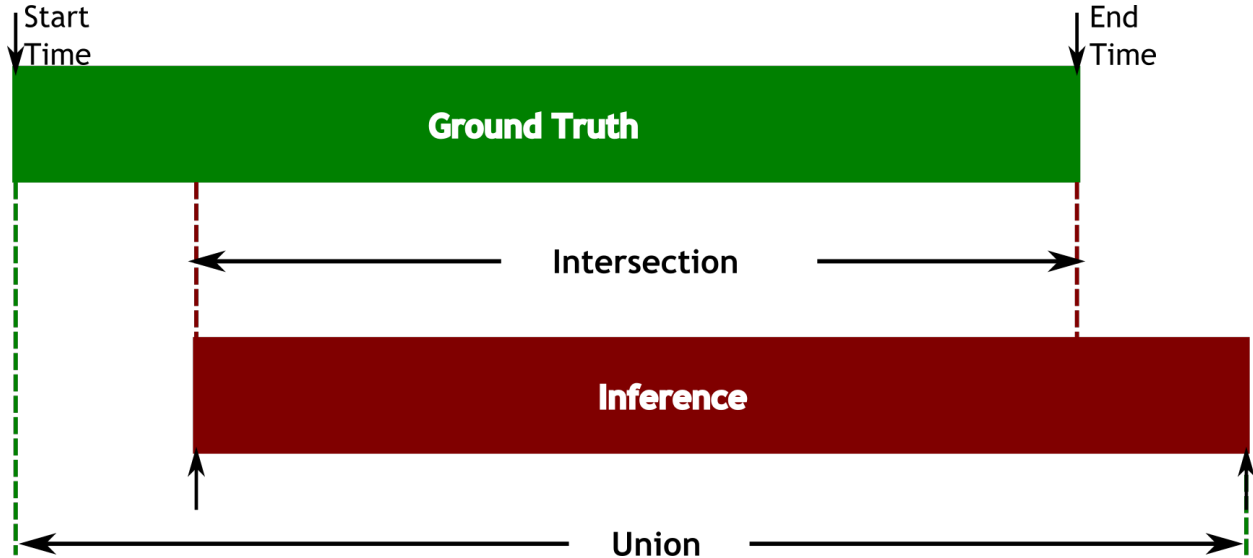 Start
Time
End
Time
Ground Truth
Intersection
Inference
Union